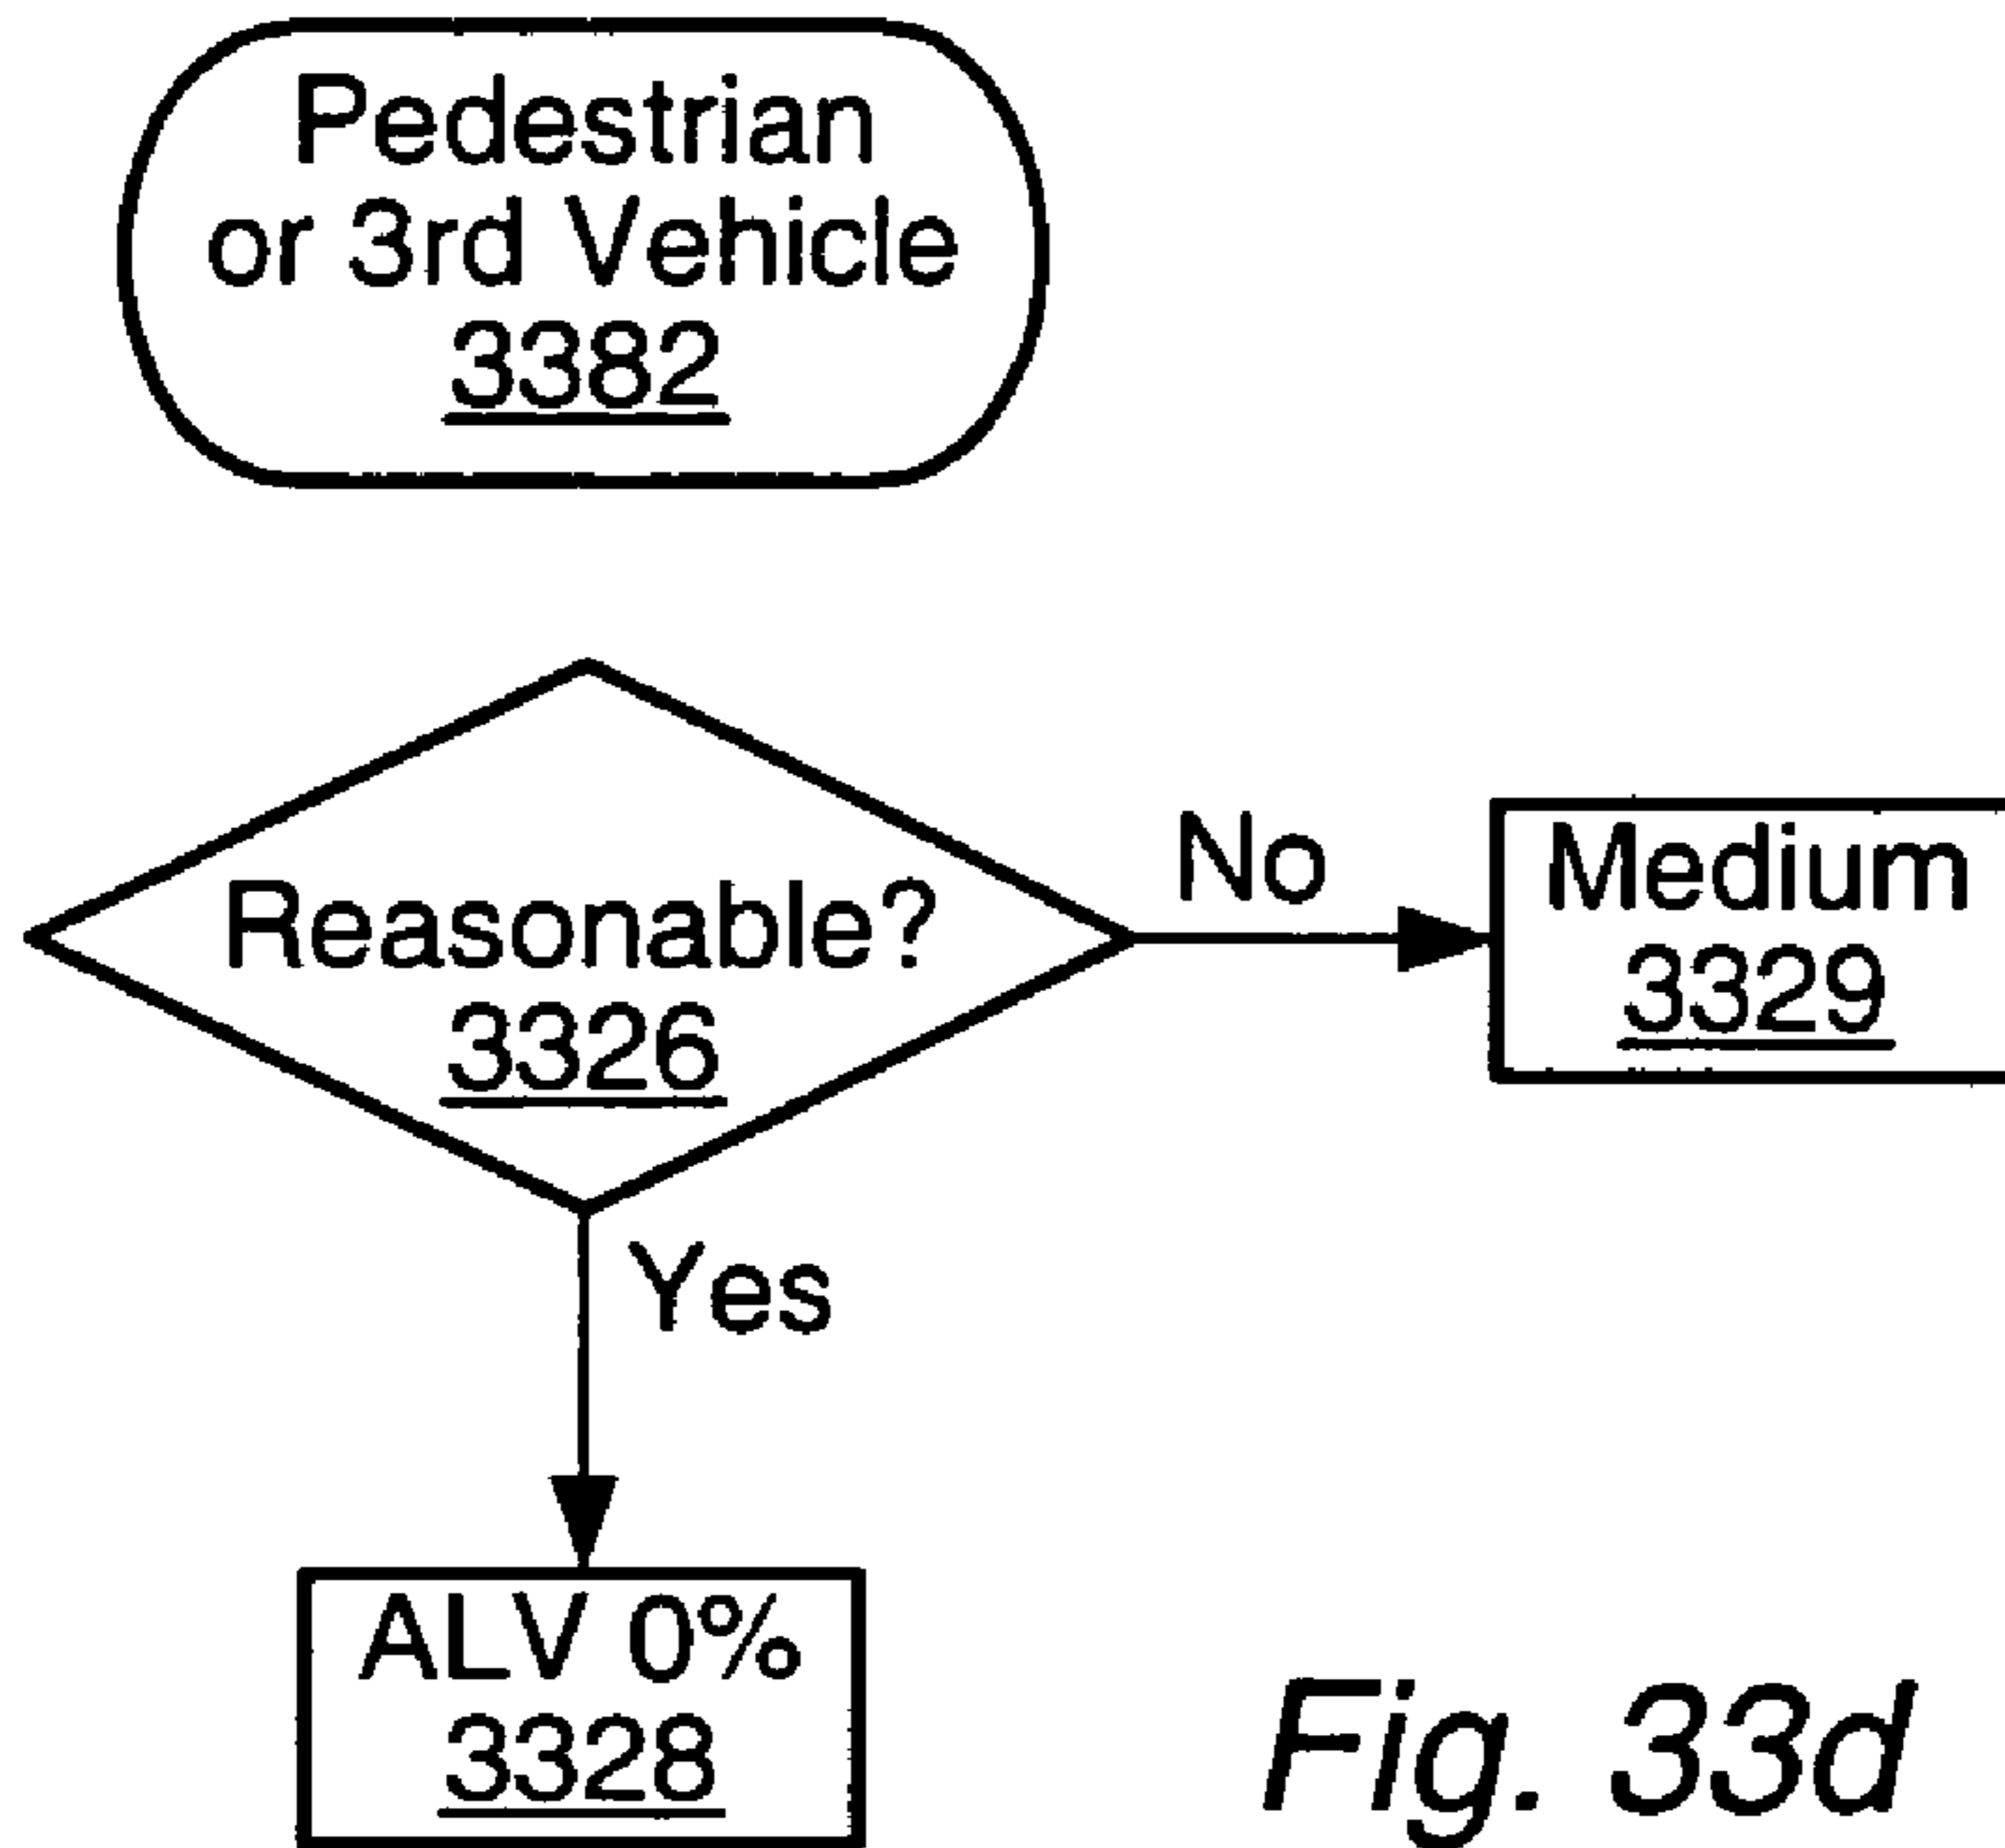 Pedestrian
or 3rd Vehicle
3382
Reasonable?
3326
No
Medium
3329
Yes
ALV 0%
3328
Fig. 33d